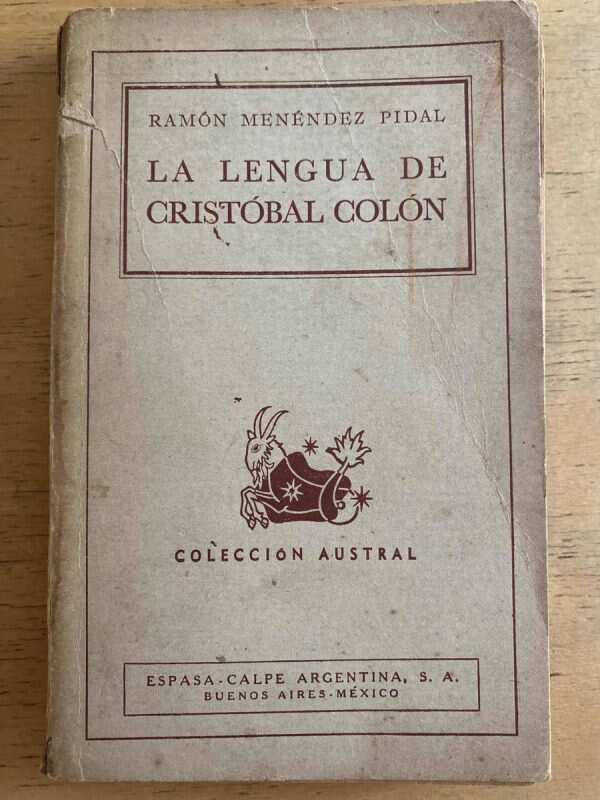 RAMÓN MENÉNDEZ PIDAL
LA LENGUA DE
CRISTÓBAL COLÓN
COLECCIÓN AUSTRAL
ESPASA-CALPE ARGENTINA, S. A.
BUENOS AIRES-MÉXICO